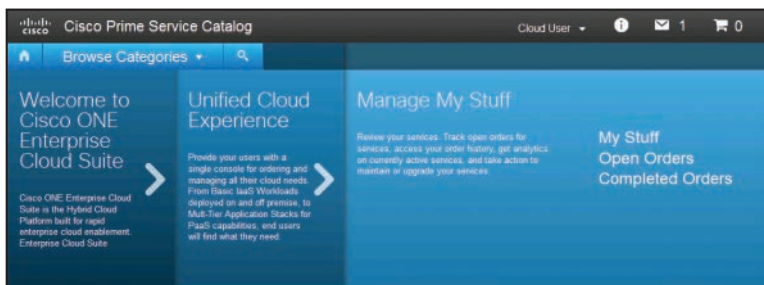 cisco Cisco Prime Service Catalog
Cloud User
1
0
Browse Categories
Welcome to
Cisco ONE
Enterprise
Cloud Suite
Cisco ONE Enterprise Cloud
Suite is the Hybrid Cloud
Platform built for rapid
enterprise cloud enablement.
Enterprise Cloud Suite
Unified Cloud
Experience
Provide your users with a
single console for ordering and
managing all their cloud needs.
From Basic IaaS Workloads
deployed on and off premise, to
Multi-Tier Application Stacks for
PaaS capabilities, end users
will find what they need.
Manage My Stuff
Review your services. Track open orders for
services, access your order history, get analytics
on currently active services, and take action to
maintain or upgrade your services.
My Stuff
Open Orders
Completed Orders